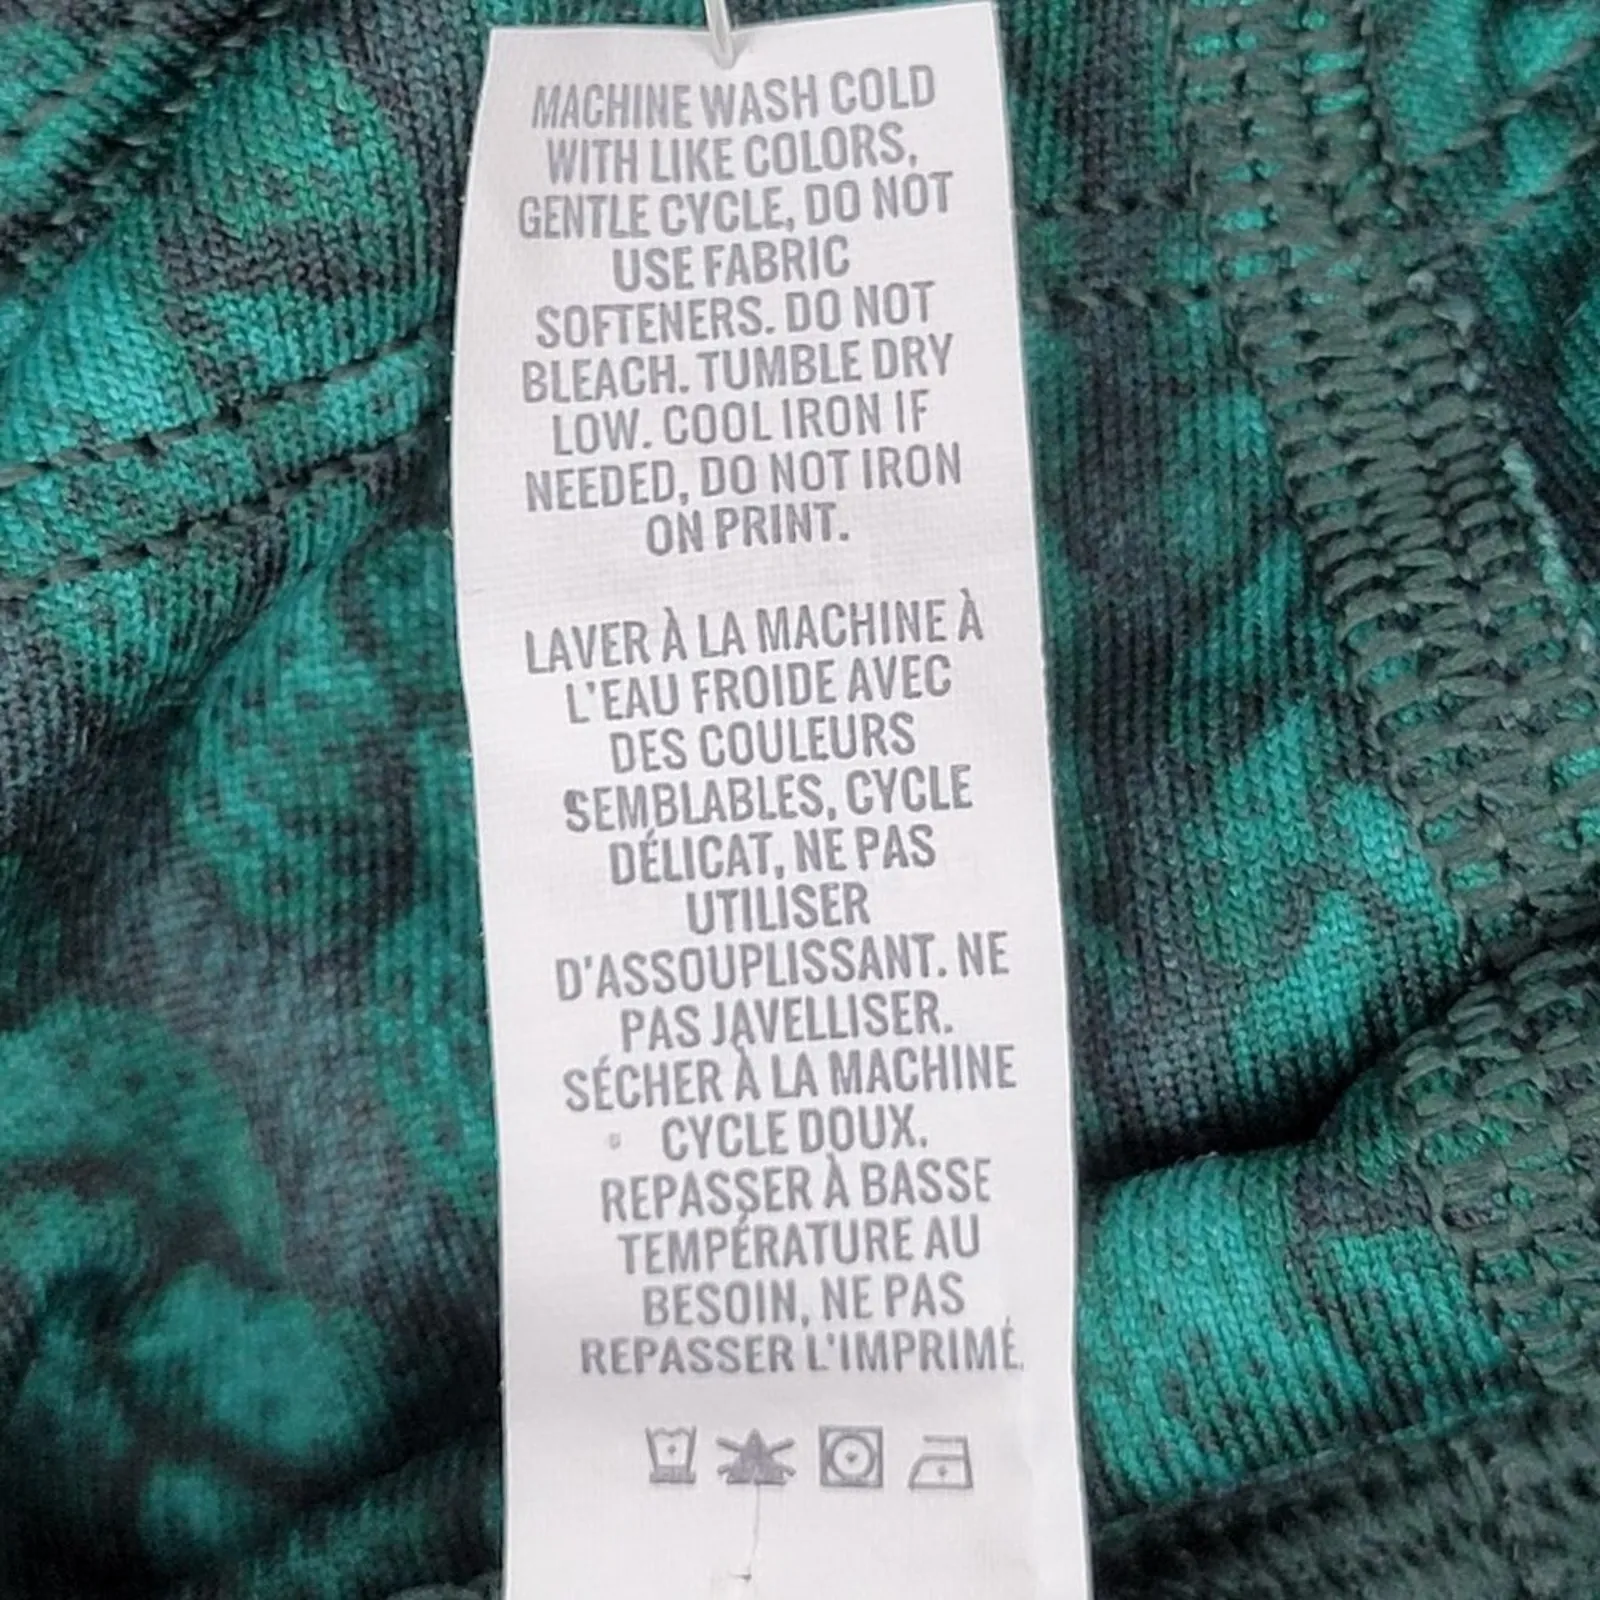 MACHINE WASH COLD
WITH LIKE COLORS,
GENTLE CYCLE, DO NOT
USE FABRIC
SOFTENERS. DO NOT
BLEACH. TUMBLE DRY
LOW. COOL IRON IF
NEEDED, DO NOT IRON
ON PRINT.
LAVER À LA MACHINE À
L'EAU FROIDE AVEC
DES COULEURS
SEMBLABLES, CYCLE
DÉLICAT, NE PAS
UTILISER
D'ASSOUPLISSANT. NE
PAS JAVELLISER.
SÉCHER À LA MACHINE
CYCLE DOUX.
REPASSER À BASSE
TEMPÉRATURE AU
BESOIN, NE PAS
REPASSER L'IMPRIMÉ.